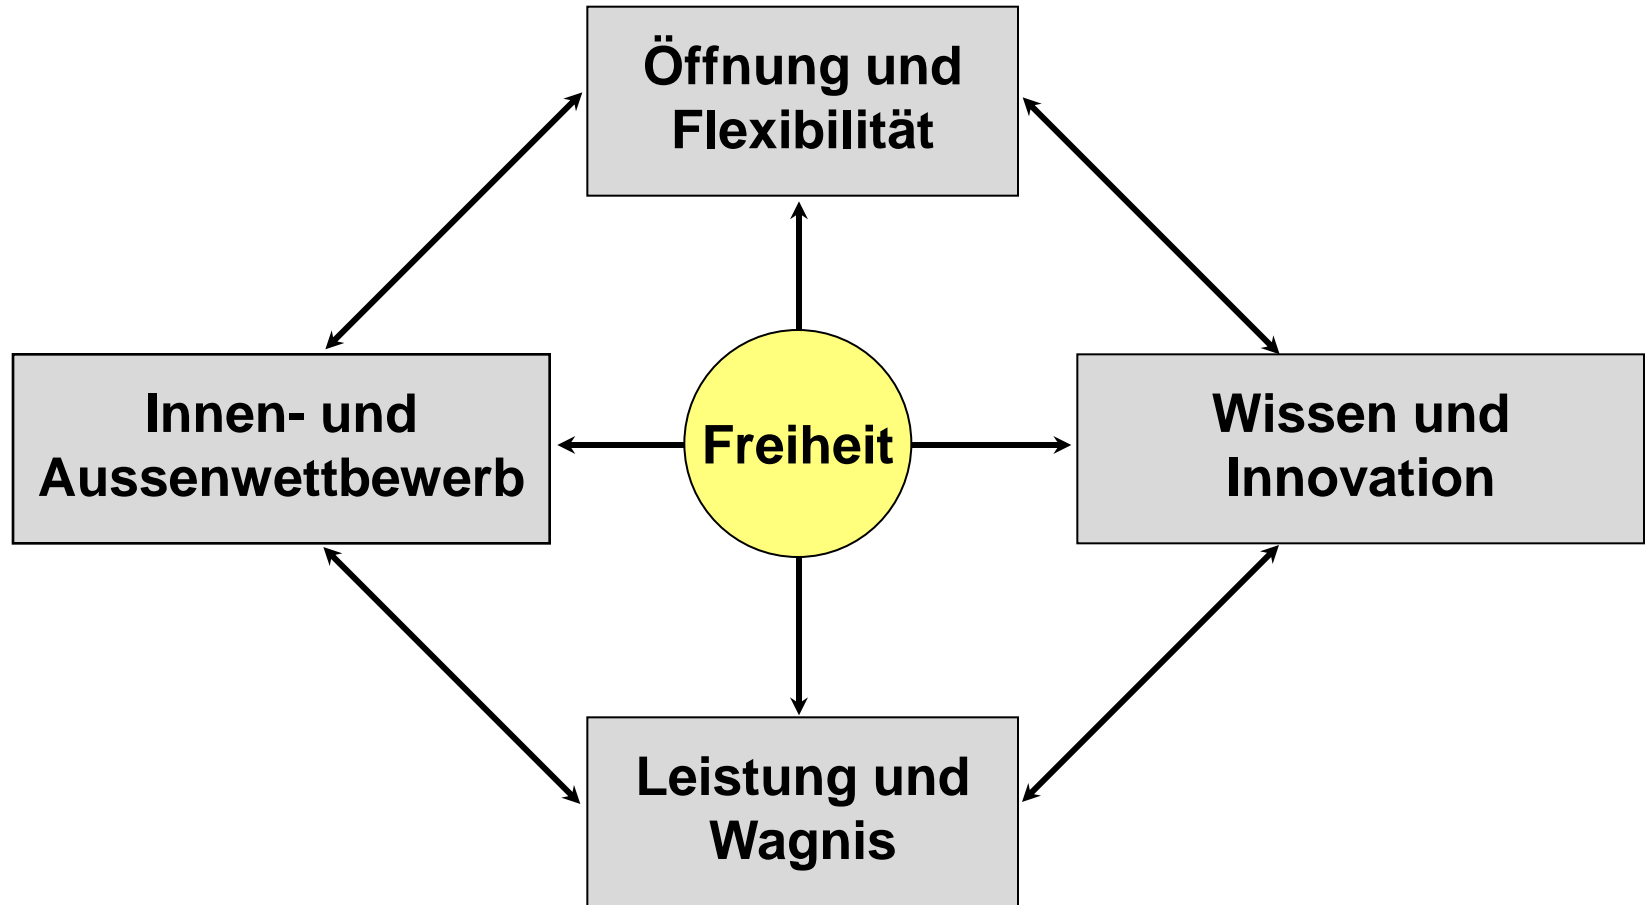 Öffnung und
Flexibilität
Innen- und
Aussenwettbewerb
Freiheit
Wissen und
Innovation
Leistung und
Wagnis